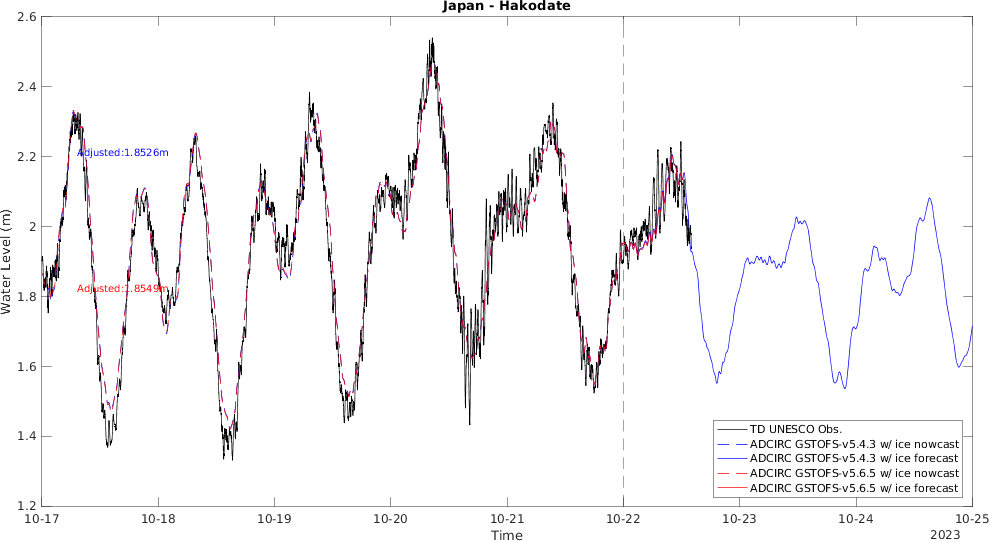 Japan - Hakodate
2.6
2.4
2.2
2
1.8
1.6
1.4
1.2
Water Level (m)
Adjusted:1.8526m
Adjusted:1.8549m
TD UNESCO Obs.
ADCIRC GSTOFS-v5.4.3 w/ ice nowcast
ADCIRC GSTOFS-v5.4.3 w/ ice forecast
ADCIRC GSTOFS-v5.6.5 w/ ice nowcast
ADCIRC GSTOFS-v5.6.5 w/ ice forecast
10-17 10-18 10-19 10-20 10-21 10-22 10-23 10-24 10-25
Time
2023